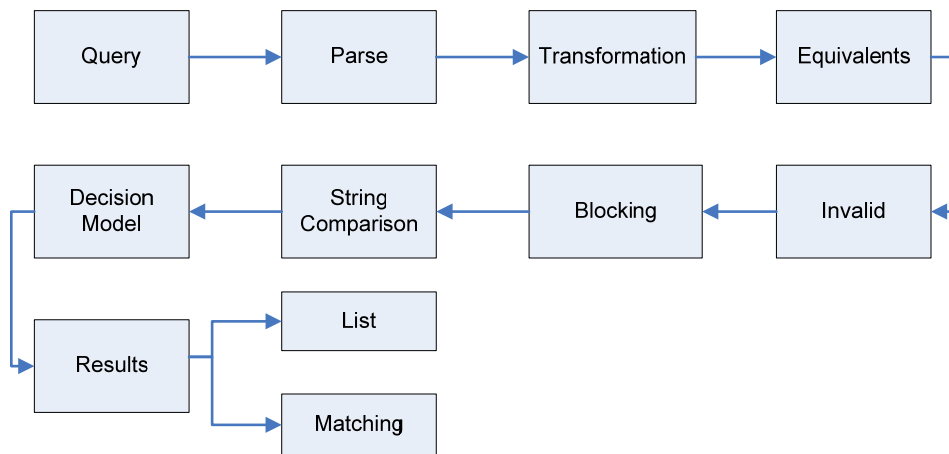 Query
Parse
Transformation
Equivalents
Decision
Model
String
Comparison
Blocking
Invalid
Results
List
Matching